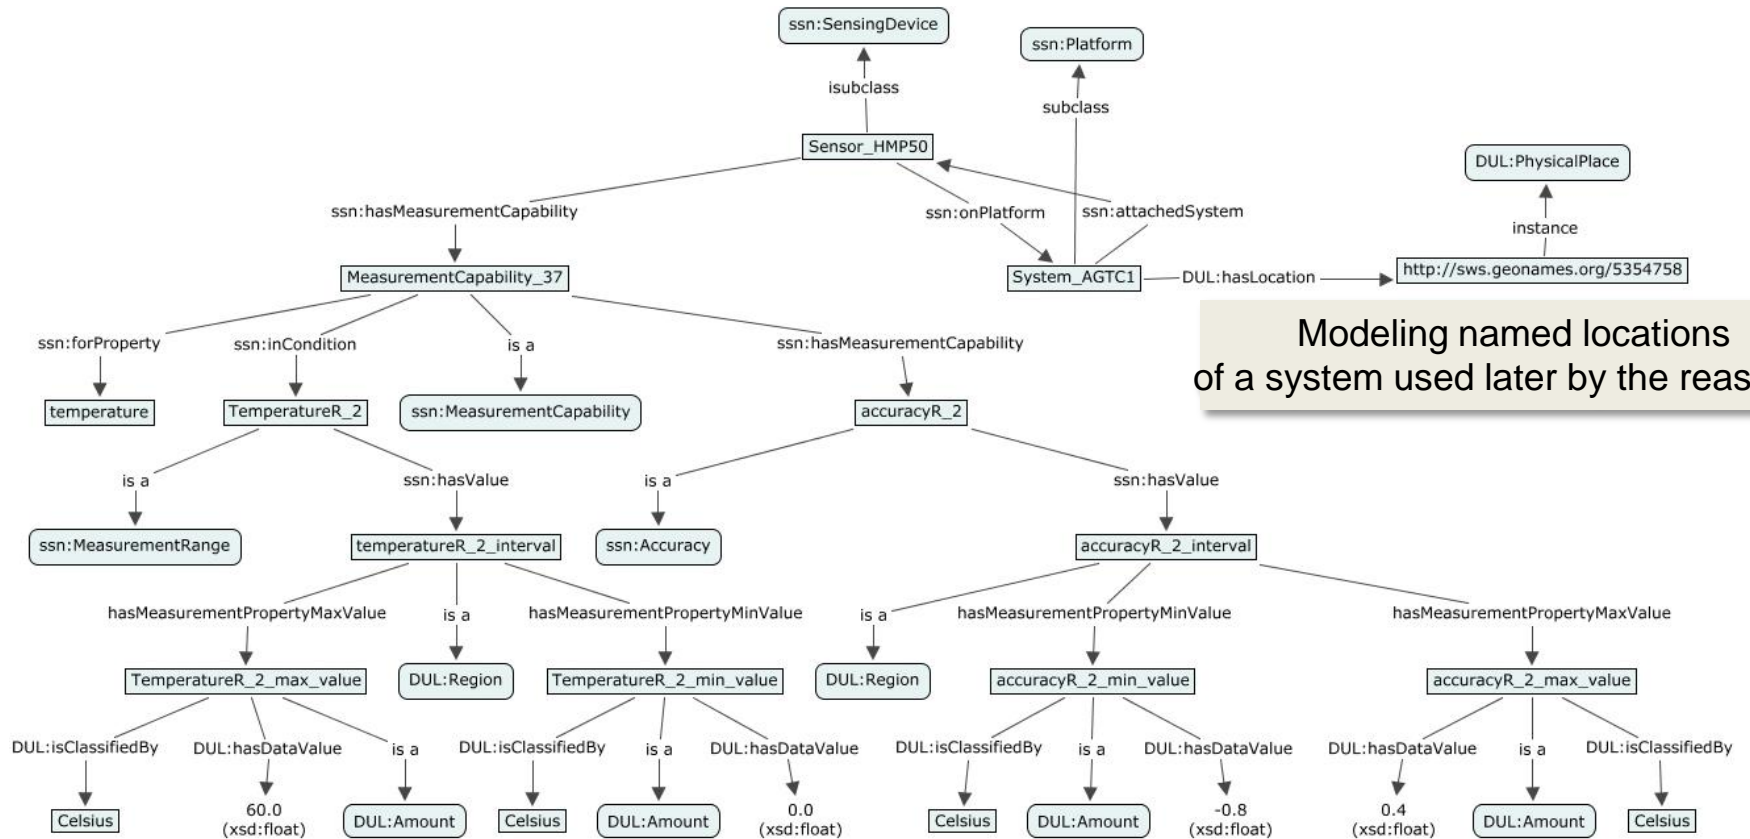 ssn:SensingDevice
ssn:Platform
isubclass
subclass
Sensor_HMP50
DUL:PhysicalPlace
ssn:hasMeasurementCapability
ssn:onPlatform
ssn:attachedSystem
instance
MeasurementCapability_37
System_AGTC1
DUL:hasLocation
http://sws.geonames.org/5354758
Modeling named locations
of a system used later by the reas
ssn:forProperty
ssn:inCondition
is a
ssn:hasMeasurementCapability
temperature
TemperatureR_2
ssn:MeasurementCapability
accuracyR_2
is a
ssn:hasValue
is a
ssn:hasValue
ssn:MeasurementRange
temperatureR_2_interval
ssn:Accuracy
accuracyR_2_interval
hasMeasurementPropertyMaxValue
is a
hasMeasurementPropertyMinValue
is a
hasMeasurementPropertyMinValue
hasMeasurementPropertyMaxValue
TemperatureR_2_max_value
DUL:Region
TemperatureR_2_min_value
DUL:Region
accuracyR_2_min_value
accuracyR_2_max_value
DUL:isClassifiedBy
DUL:hasDataValue
is a
DUL:isClassifiedBy
is a
DUL:hasDataValue
DUL:isClassifiedBy
is a
DUL:hasDataValue
DUL:hasDataValue
is a
DUL:isClassifiedBy
Celsius
60.0
(xsd:float)
DUL:Amount
Celsius
DUL:Amount
0.0
(xsd:float)
Celsius
DUL:Amount
-0.8
(xsd:float)
0.4
(xsd:float)
DUL:Amount
Celsius